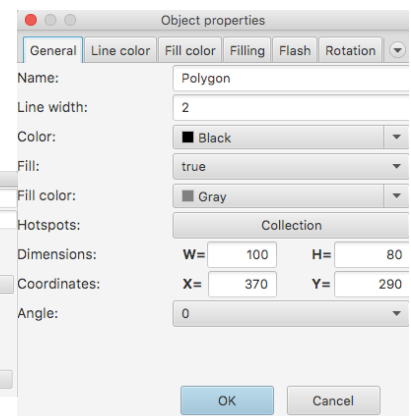 Object properties
General Line color Fill color Filling Flash Rotation
Name: Polygon
Line width: 2
Color: Black
Fill: true
Fill color: Gray
Hotspots: Collection
Dimensions: W= 100 H= 80
Coordinates: X= 370 Y= 290
Angle: 0
OK Cancel